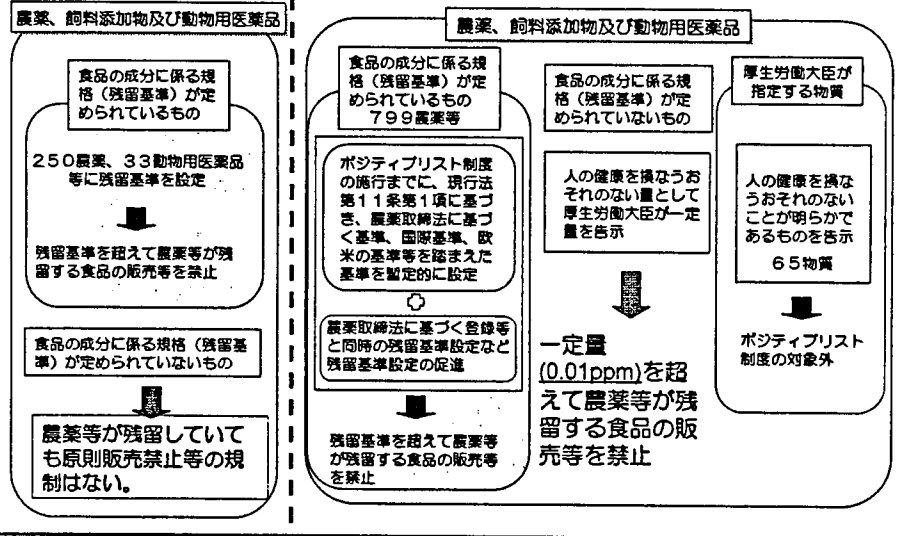 農薬、飼料添加物及び動物用医薬品
食品の成分に係る規
格（残留基準）が定
められているもの
２５０農薬、３３動物用医薬品
等に残留基準を設定
残留基準を超えて農薬等が残
留する食品の販売等を禁止
食品の成分に係る規格（残留基
準）が定められていないもの
農薬等が残留していて
も原則販売禁止等の規
制はない。
農薬、飼料添加物及び動物用医薬品
食品の成分に係る規
格（残留基準）が定
められているもの
７９９農薬等
ポジティブリスト制度
の施行までに、現行法
第１１条第１項に基づ
き、農薬取締法に基づ
く基準、国際基準、欧
米の基準等を踏まえた
基準を暫定的に設定
農薬取締法に基づく登録等
と同時の残留基準設定など
残留基準設定の促進
残留基準を超えて農薬等
が残留する食品の販売等
を禁止
食品の成分に係る規
格（残留基準）が定
められていないもの
人の健康を損なうお
それのない量として
厚生労働大臣が一定
量を告示
一定量
(0.01ppm)を超
えて農薬等が残
留する食品の販
売等を禁止
厚生労働大臣が
指定する物質
人の健康を損な
うおそれのない
ことが明らかで
あるものを告示
６５物質
ポジティブリスト
制度の対象外